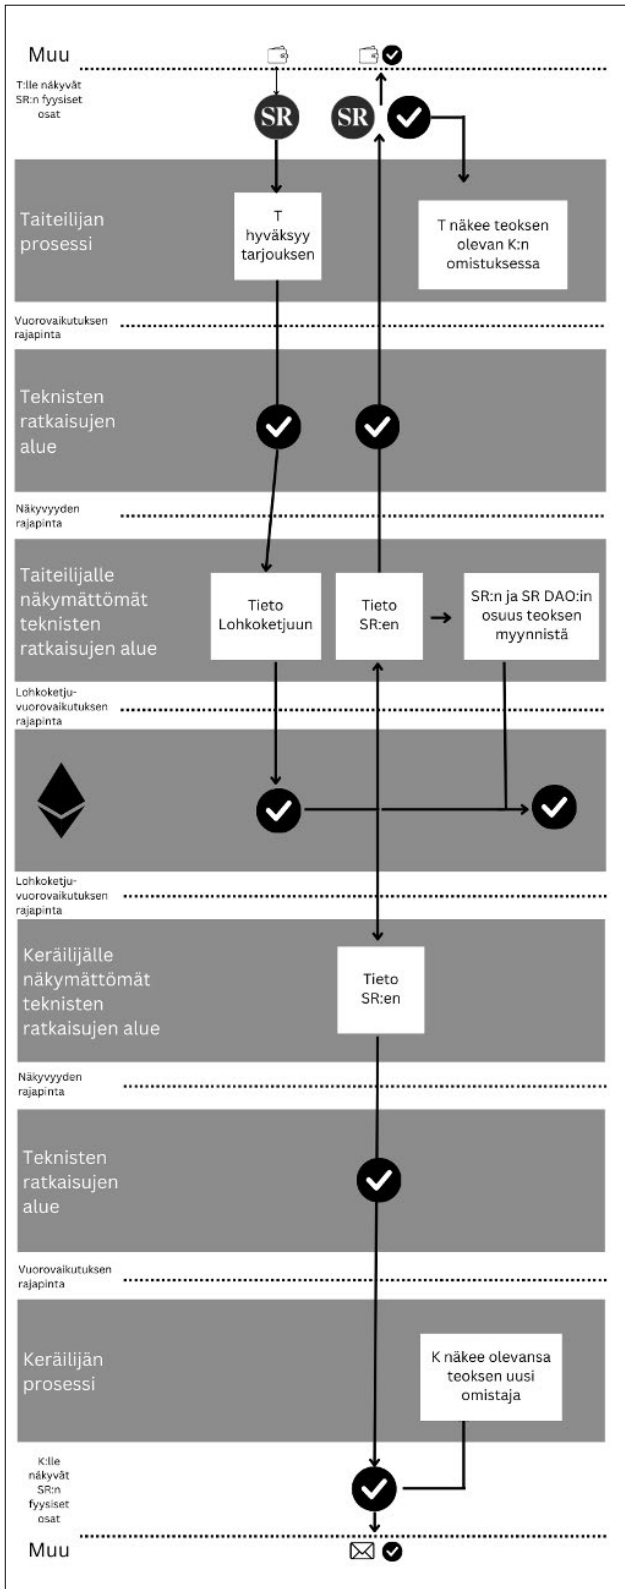 Muu
T:lle näkyvät
SR:n fyysiset
osat
SR
SR
Taiteilijan
prosessi
T
hyväksyy
tarjouksen
T näkee teoksen
olevan K:n
omistuksessa
Vuorovaikutuksen
rajapinta
Teknisten
ratkaisujen
alue
Näkyvyyden
rajapinta
Taiteilijalle
näkymättömät
teknisten
ratkaisujen alue
Tieto
Lohkoketjuun
Tieto
SR:en
SR:n ja SR DAO:in
osuus teoksen
myynnistä
Lohkoketju-
vuorovaikutuksen
rajapinta
Lohkoketju-
vuorovaikutuksen
rajapinta
Keräilijälle
näkymättömät
teknisten
ratkaisujen alue
Tieto
SR:en
Näkyvyyden
rajapinta
Teknisten
ratkaisujen
alue
Vuorovaikutuksen
rajapinta
Keräilijän
prosessi
K näkee olevansa
teoksen uusi
omistaja
K:lle
näkyvät
SR:n
fyysiset
osat
Muu